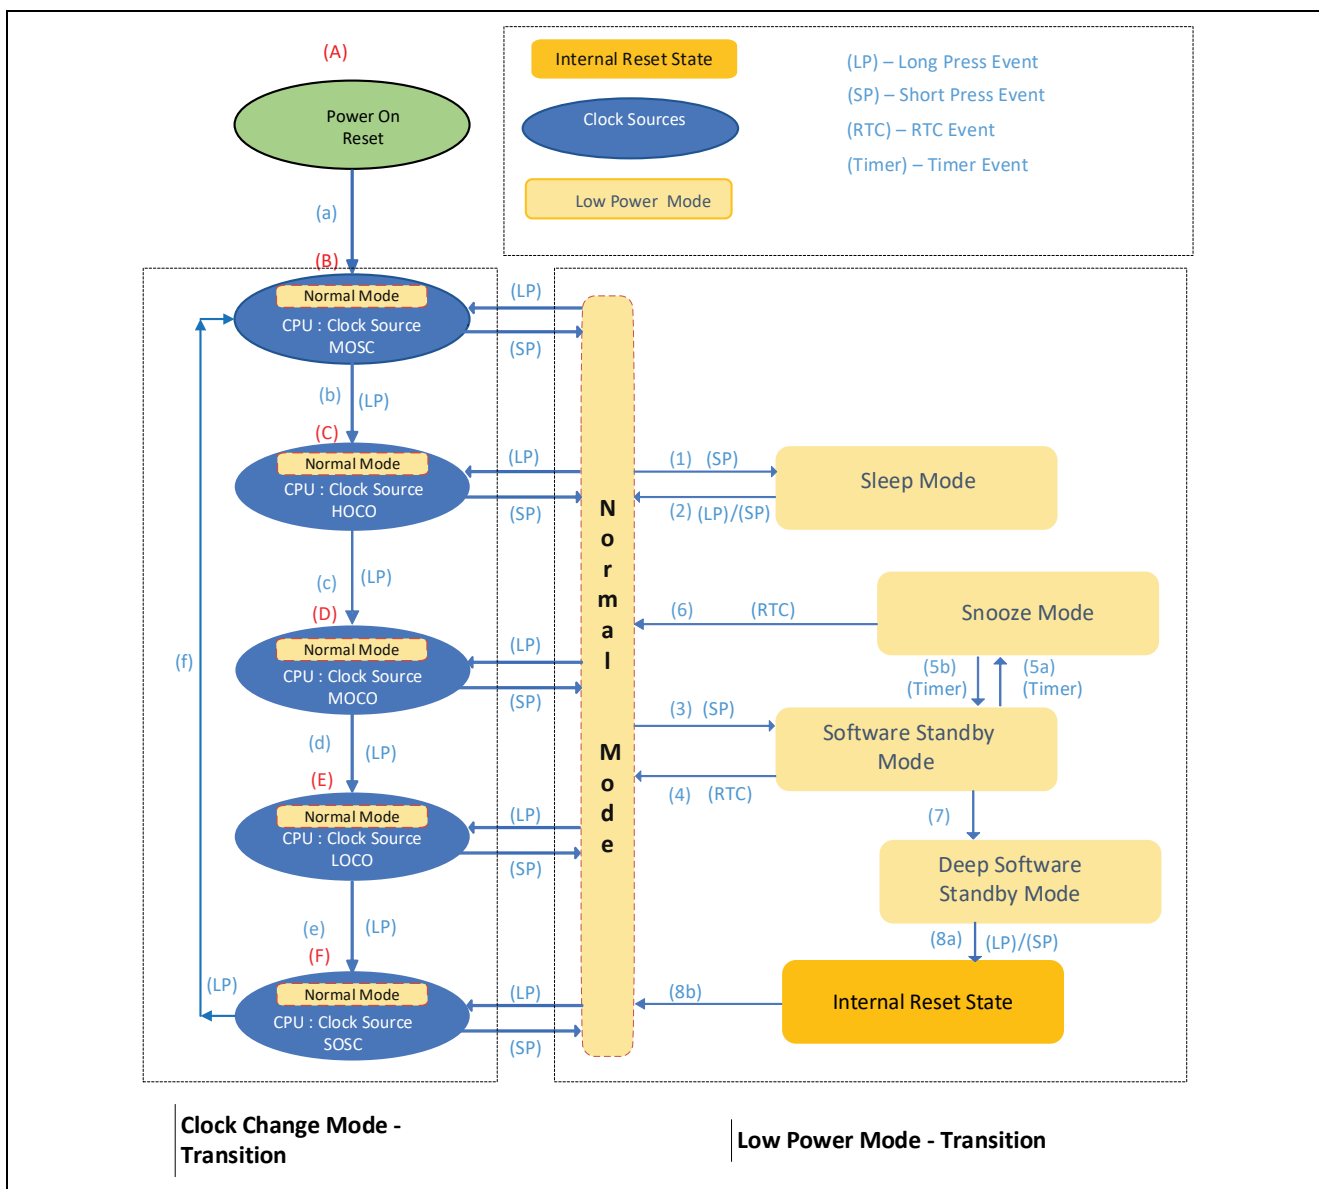 (A)
Power On
Reset
Internal Reset State
Clock Sources
Low Power Mode
(LP) – Long Press Event
(SP) – Short Press Event
(RTC) – RTC Event
(Timer) – Timer Event
(a)
(B)
Normal Mode
CPU : Clock Source
MOSC
(LP)
(SP)
(b)
(LP)
(C)
Normal Mode
CPU : Clock Source
HOCO
(LP)
(SP)
(c)
(LP)
(D)
Normal Mode
CPU : Clock Source
MOCO
(LP)
(SP)
(d)
(LP)
(E)
Normal Mode
CPU : Clock Source
LOCO
(LP)
(SP)
(e)
(LP)
(F)
Normal Mode
CPU : Clock Source
SOSC
(LP)
(SP)
(f)
(LP)
N
o
r
m
a
l
M
o
d
e
(1) (SP)
(2) (LP)/(SP)
Sleep Mode
(6) (RTC)
Snooze Mode
(5b)
(Timer)
(5a)
(Timer)
(3) (SP)
(4) (RTC)
Software Standby
Mode
(7)
Deep Software
Standby Mode
(8a) (LP)/(SP)
(8b)
Internal Reset State
Clock Change Mode -
Transition
Low Power Mode - Transition